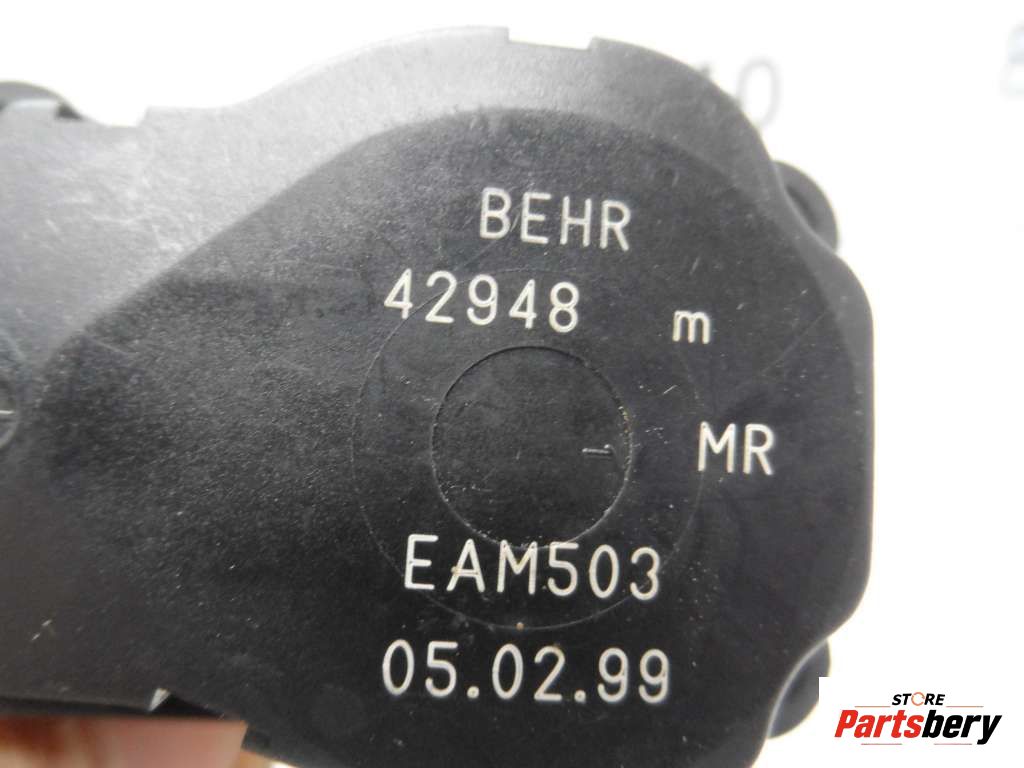 BEHR
42948 m
MR
EAM503
05.02.99
STORE
Partsbery